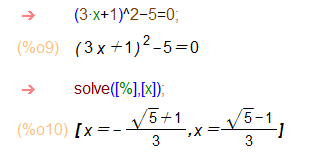 → (3·x+1)^2−5=0;
(%o9) (3 x+1)²−5=0
→ solve([%],[x]);
(%o10) [x=−(√5+1)/3, x=(√5−1)/3]